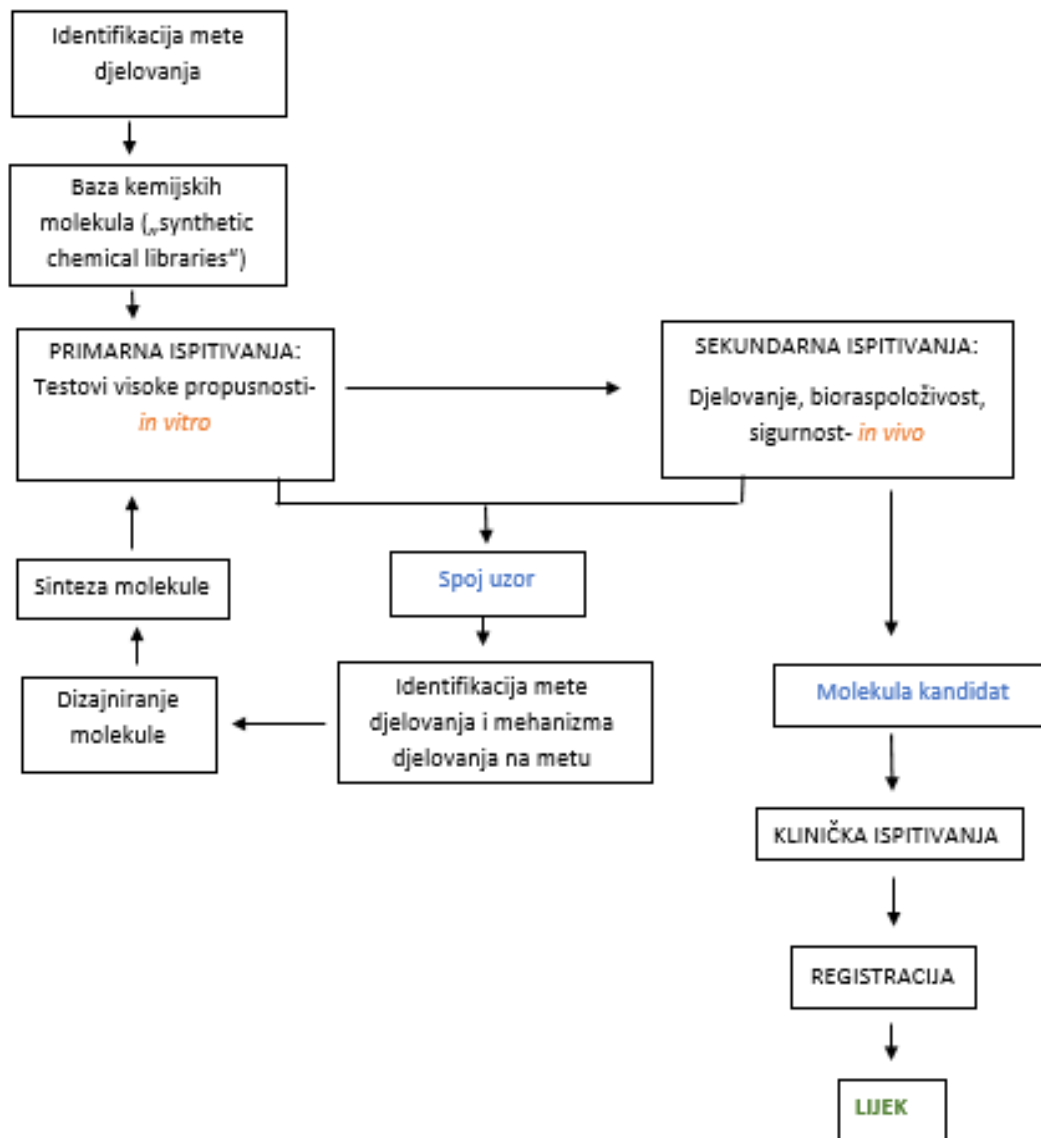 Identifikacija mete
djelovanja
Baza kemijskih
molekula („synthetic
chemical libraries“)
PRIMARNA ISPITIVANJA:
Testovi visoke propusnosti-
in vitro
SEKUNDARNA ISPITIVANJA:
Djelovanje, bioraspoloživost,
sigurnost- in vivo
Spoj uzor
Sinteza molekule
Identifikacija mete
djelovanja i mehanizma
djelovanja na metu
Dizajniranje
molekule
Molekula kandidat
KLINIČKA ISPITIVANJA
REGISTRACIJA
LIJEK